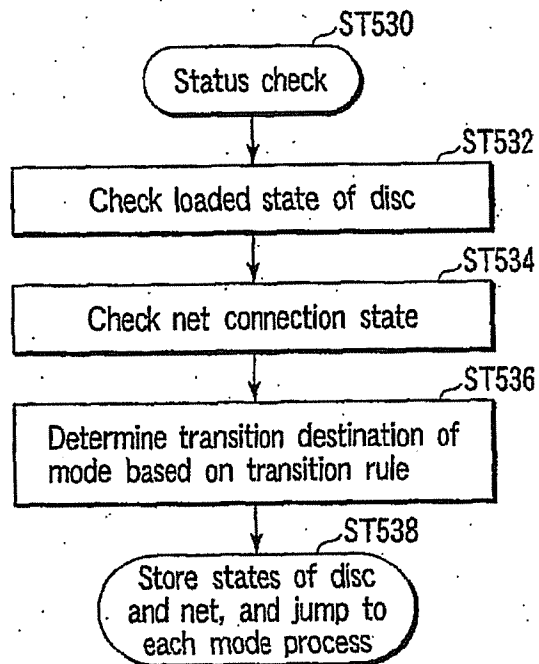 ST530
Status check
ST532
Check loaded state of disc
ST534
Check net connection state
ST536
Determine transition destination of
mode based on transition rule
ST538
Store states of disc
and net, and jump to
each mode process